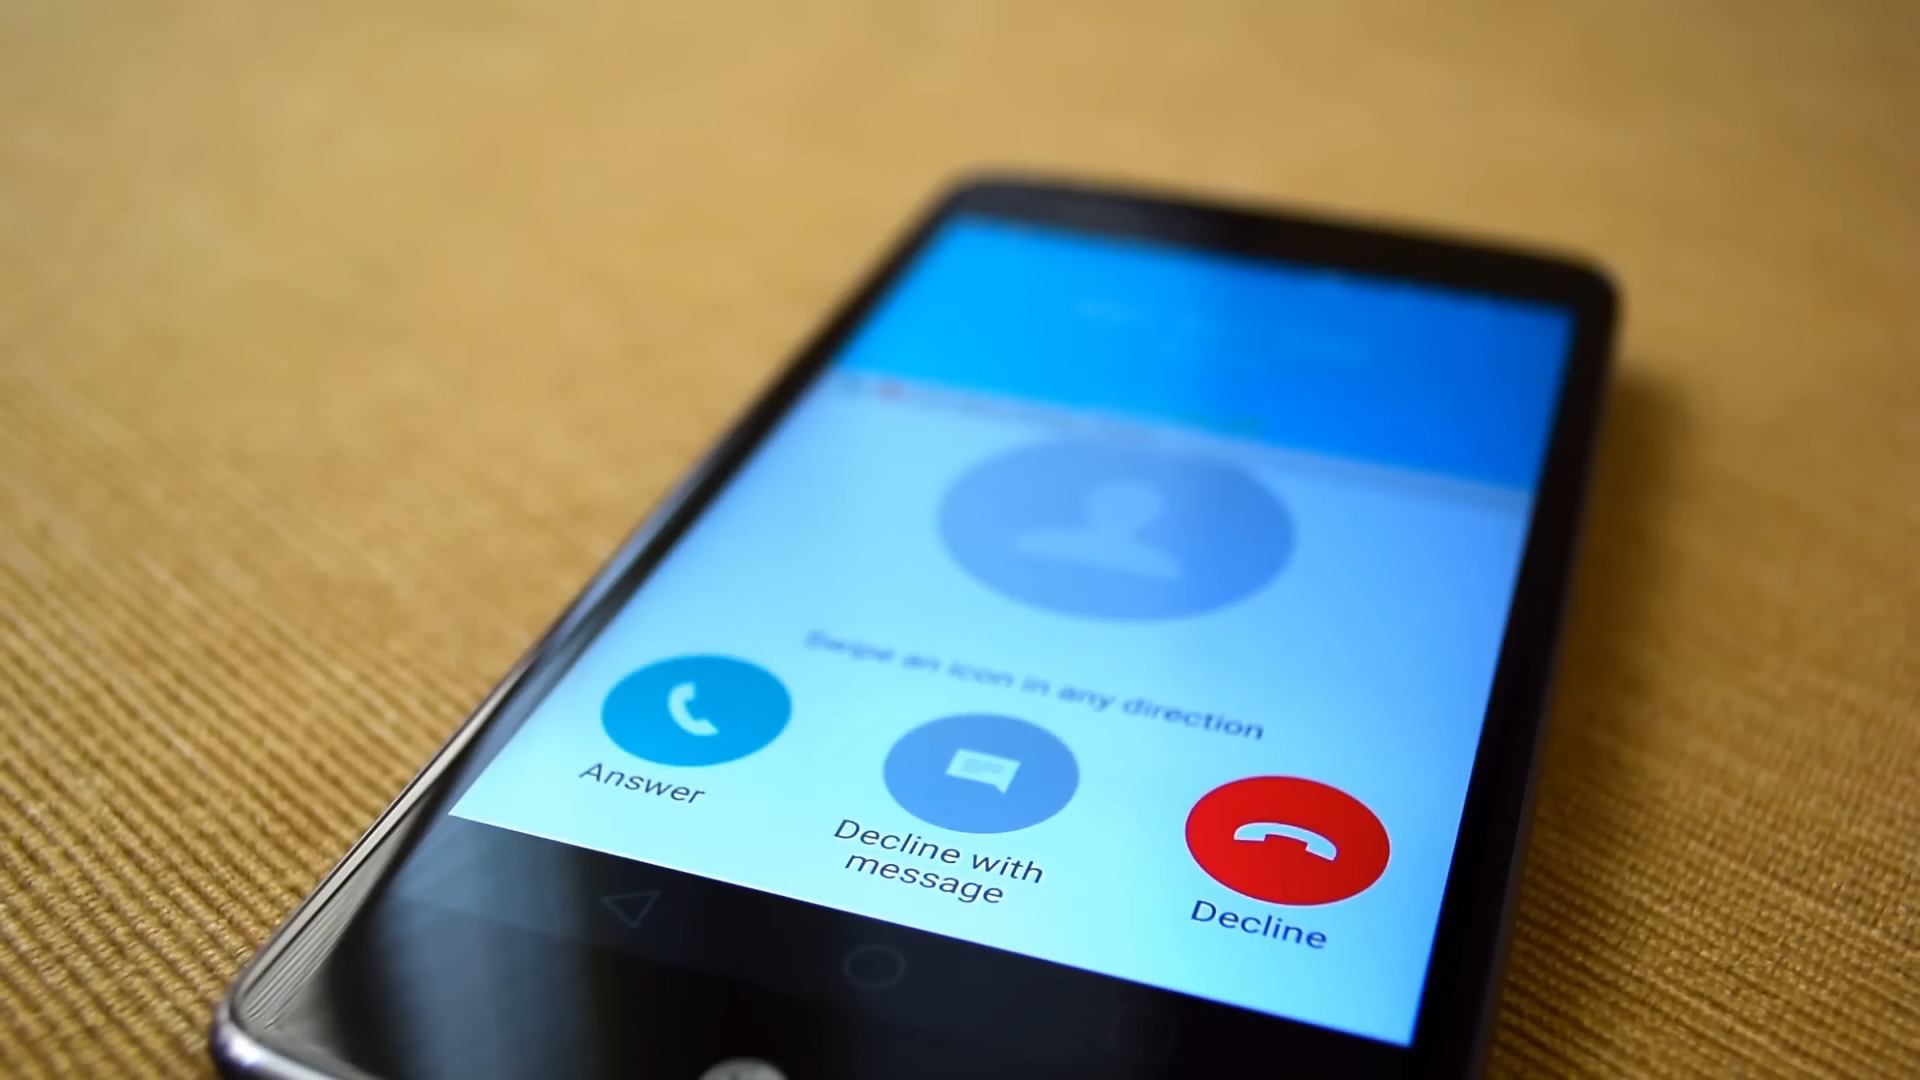 Swipe an icon in any direction
Answer
Decline with
message
Decline